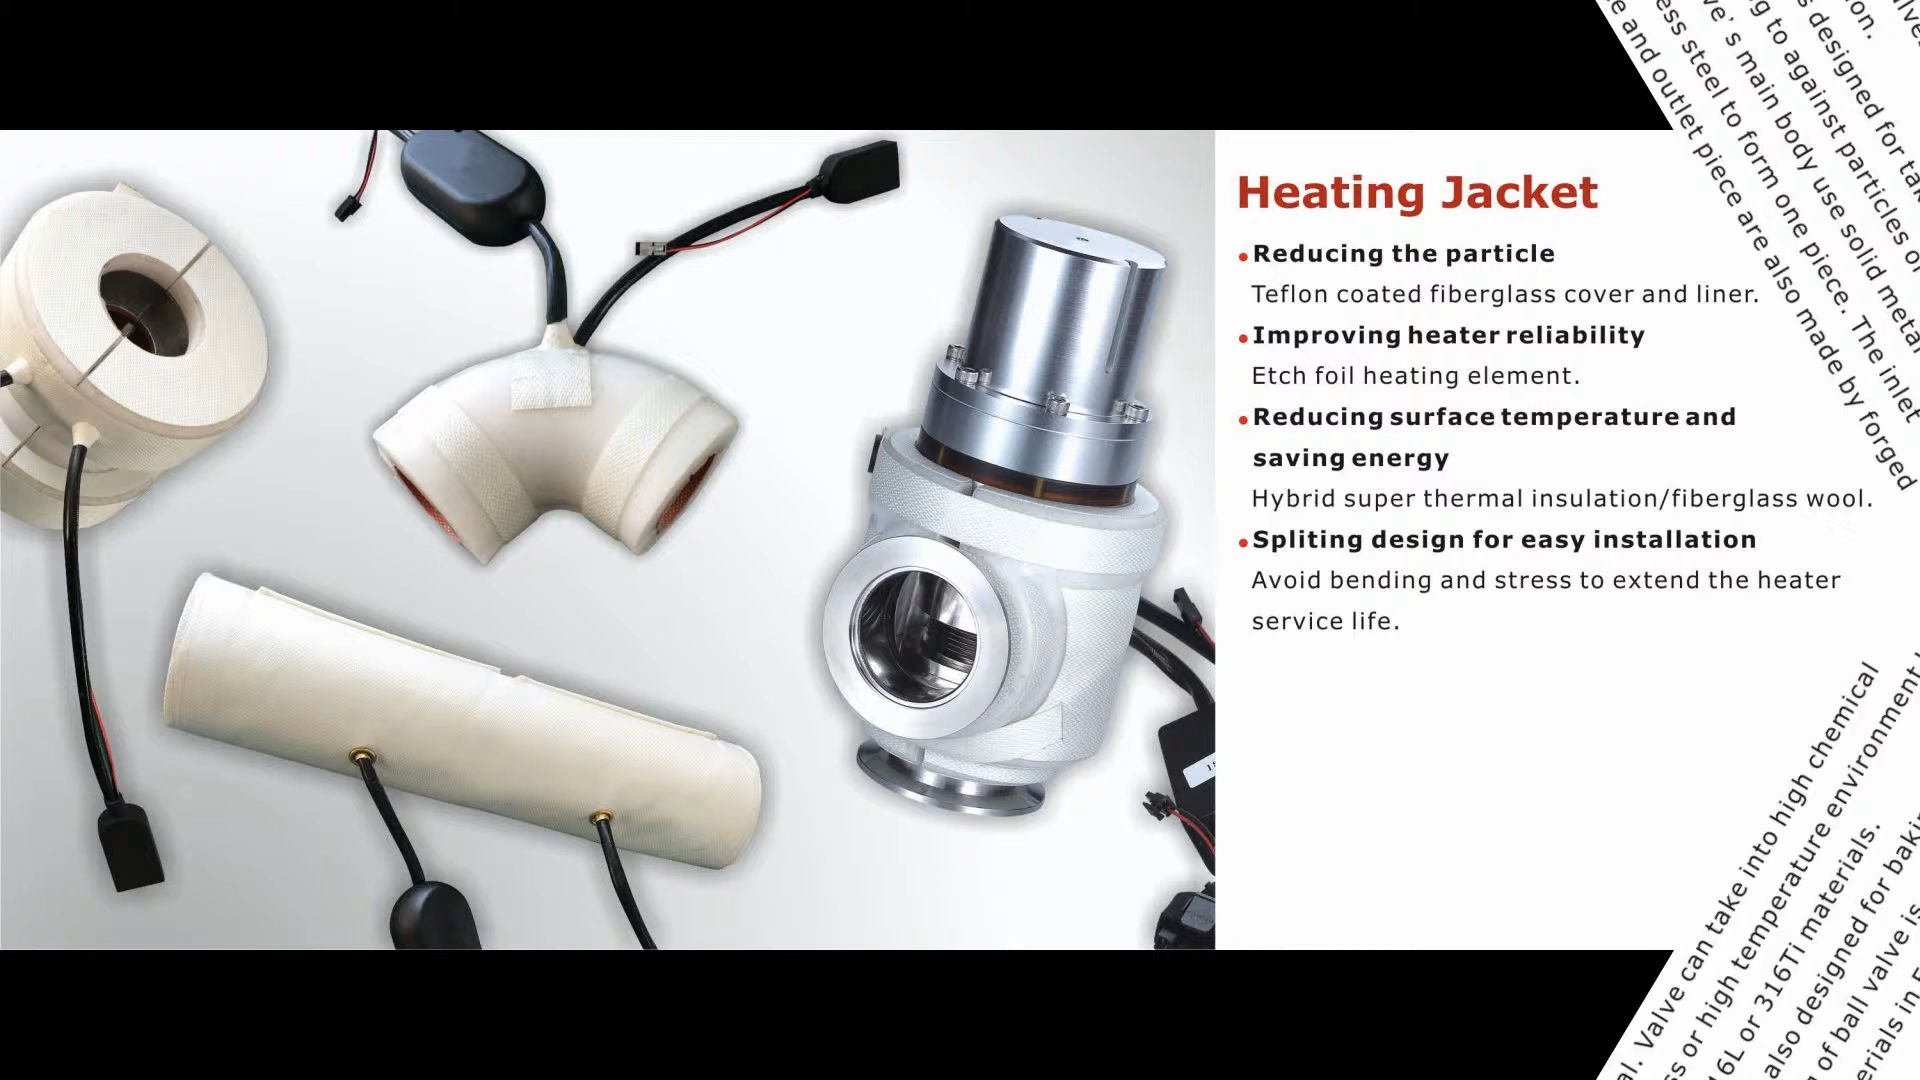 Heating Jacket
•Reducing the particle
Teflon coated fiberglass cover and liner.
•Improving heater reliability
Etch foil heating element.
•Reducing surface temperature and
saving energy
Hybrid super thermal insulation/fiberglass wool.
•Spliting design for easy installation
Avoid bending and stress to extend the heater
service life.
designed for
to against particles
main body use solid metal
steel to form one piece. The inlet
and outlet piece are also made by forged
Valve can take into high chemical
or high temperature environment
or 316Ti materials.
also designed for
of ball valve is
in